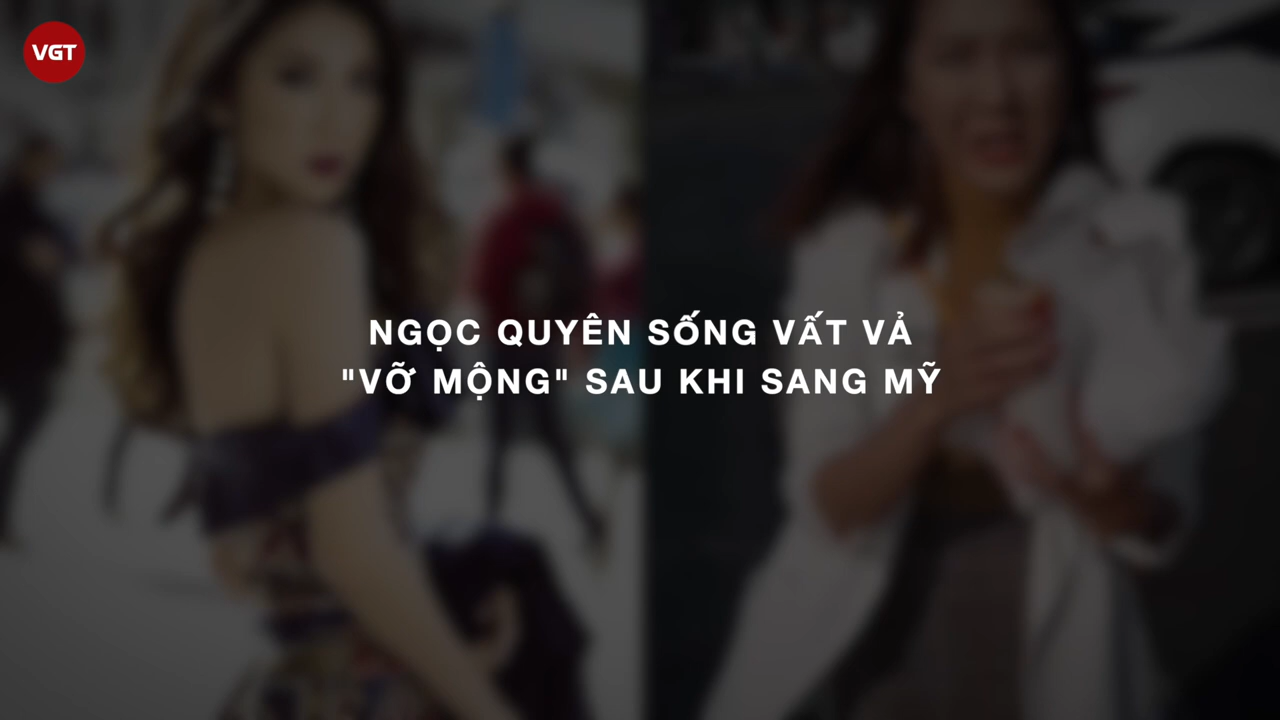 VGT
NGỌC QUYÊN SỐNG VẤT VẢ
"VỠ MỘNG" SAU KHI SANG MỸ